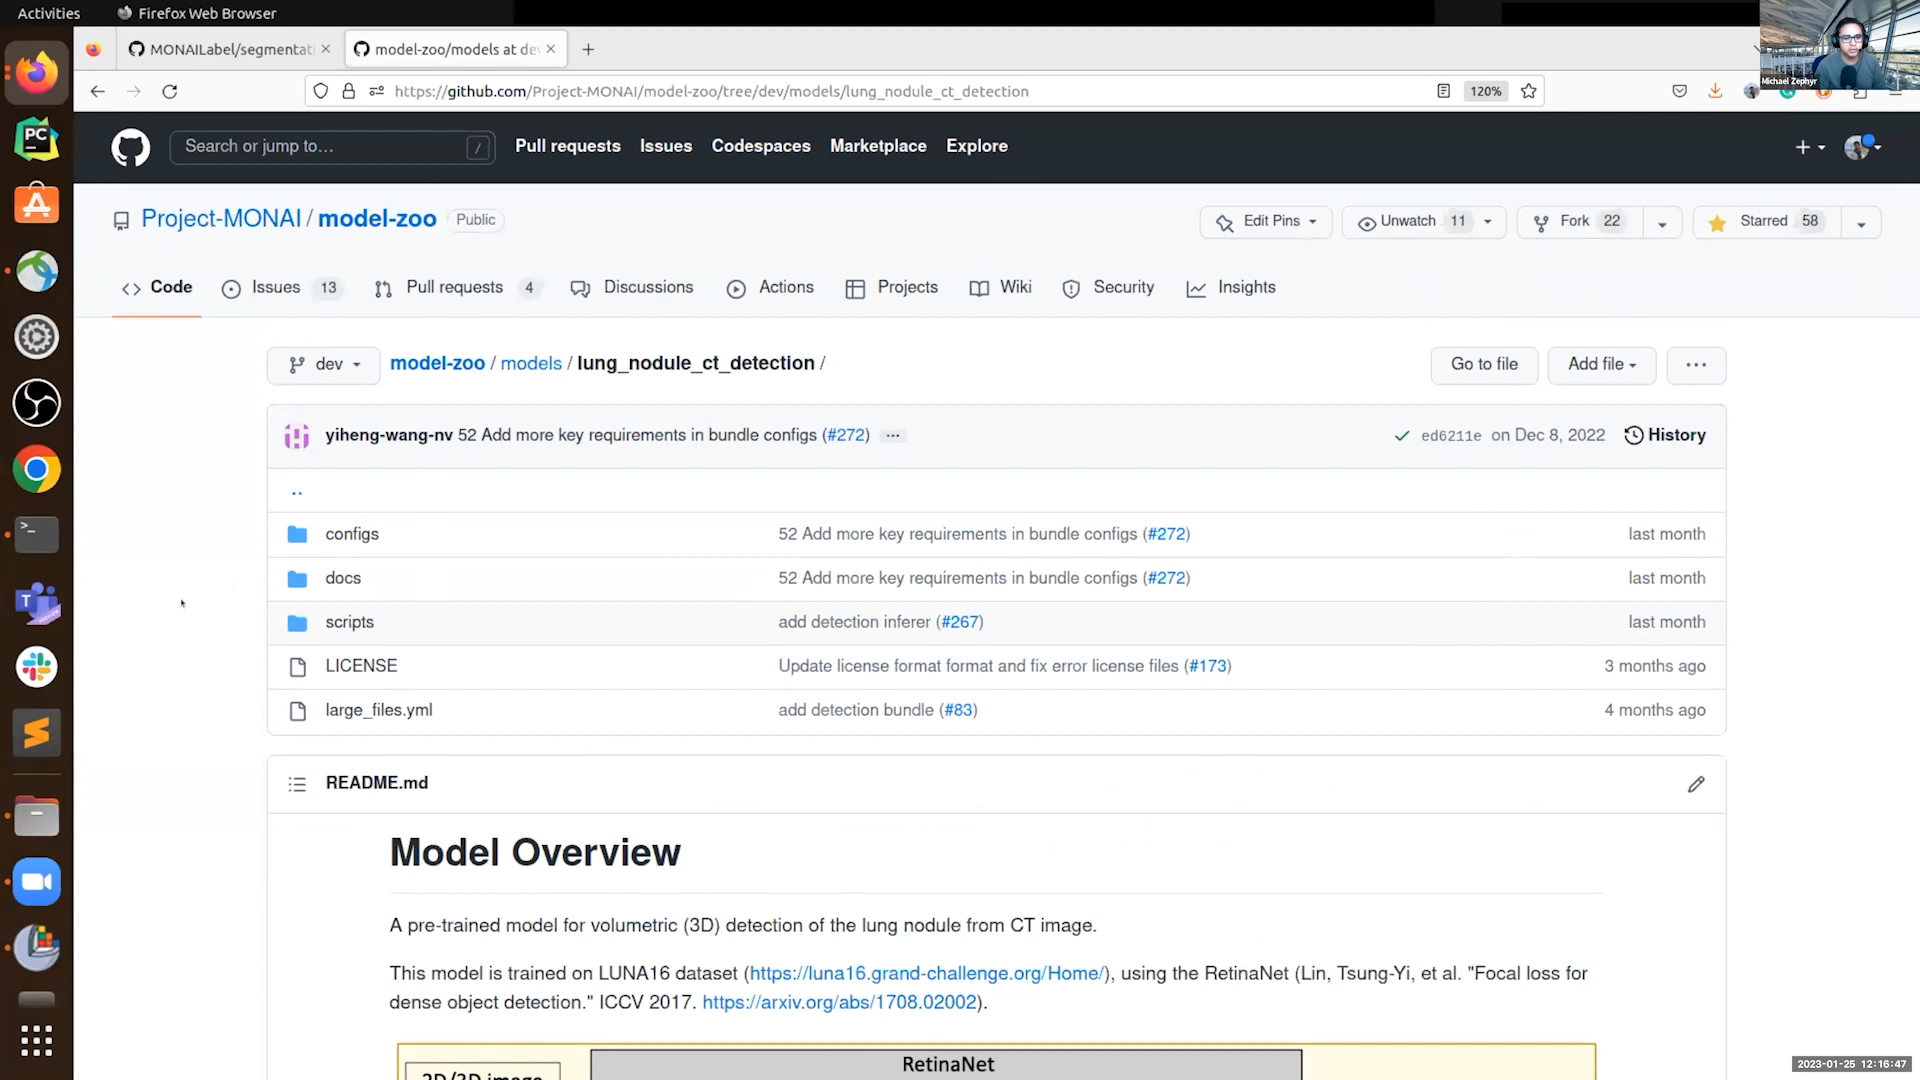 Activities Firefox Web Browser
MONAILabel/segmentati model-zoo/models at de
https://github.com/Project-MONAI/model-zoo/tree/dev/models/lung_nodule_ct_detection 120%
Michael Zephyr
Search or jump to… / Pull requests Issues Codespaces Marketplace Explore
Project-MONAI / model-zoo Public Edit Pins Unwatch 11 Fork 22 Starred 58
Code Issues 13 Pull requests 4 Discussions Actions Projects Wiki Security Insights
dev model-zoo / models / lung_nodule_ct_detection / Go to file Add file ...
yiheng-wang-nv 52 Add more key requirements in bundle configs (#272) ... ed6211e on Dec 8, 2022 History
..
configs 52 Add more key requirements in bundle configs (#272) last month
docs 52 Add more key requirements in bundle configs (#272) last month
scripts add detection inferer (#267) last month
LICENSE Update license format format and fix error license files (#173) 3 months ago
large_files.yml add detection bundle (#83) 4 months ago
README.md
Model Overview
A pre-trained model for volumetric (3D) detection of the lung nodule from CT image.
This model is trained on LUNA16 dataset (https://luna16.grand-challenge.org/Home/), using the RetinaNet (Lin, Tsung-Yi, et al. "Focal loss for
dense object detection." ICCV 2017. https://arxiv.org/abs/1708.02002).
RetinaNet
2D/3D image
2023-01-25 12:16:47